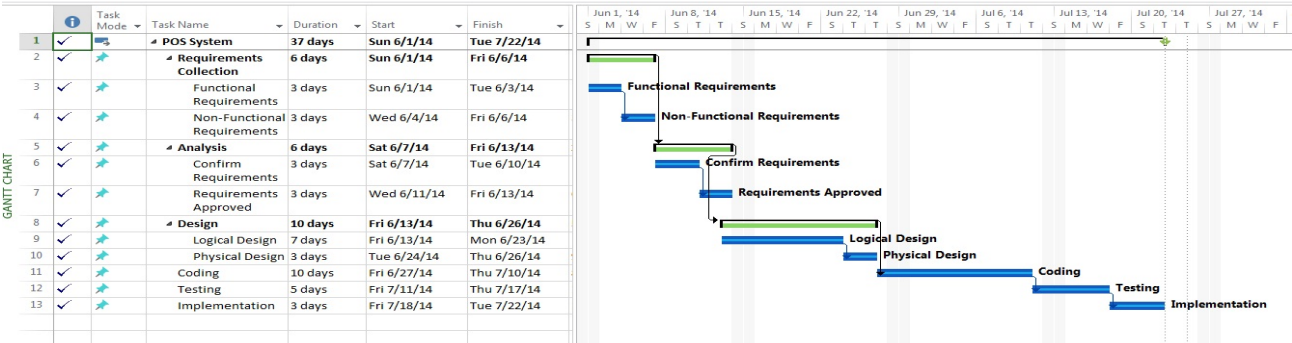 Task Mode Task Name Duration Start Finish
Jun 1, '14 Jun 8, '14 Jun 15, '14 Jun 22, '14 Jun 29, '14 Jul 6, '14 Jul 13, '14 Jul 20, '14 Jul 27, '14
S M W F S T T S M W F S T T S M W F S T T S M W F
1 POS System 37 days Sun 6/1/14 Tue 7/22/14
2 Requirements Collection 6 days Sun 6/1/14 Fri 6/6/14
3 Functional Requirements 3 days Sun 6/1/14 Tue 6/3/14 Functional Requirements
4 Non-Functional Requirements 3 days Wed 6/4/14 Fri 6/6/14 Non-Functional Requirements
5 Analysis 6 days Sat 6/7/14 Fri 6/13/14
6 Confirm Requirements 3 days Sat 6/7/14 Tue 6/10/14 Confirm Requirements
7 Requirements Approved 3 days Wed 6/11/14 Fri 6/13/14 Requirements Approved
8 Design 10 days Fri 6/13/14 Thu 6/26/14
9 Logical Design 7 days Fri 6/13/14 Mon 6/23/14 Logical Design
10 Physical Design 3 days Tue 6/24/14 Thu 6/26/14 Physical Design
11 Coding 10 days Fri 6/27/14 Thu 7/10/14 Coding
12 Testing 5 days Fri 7/11/14 Thu 7/17/14 Testing
13 Implementation 3 days Fri 7/18/14 Tue 7/22/14 Implementation
GANTT CHART